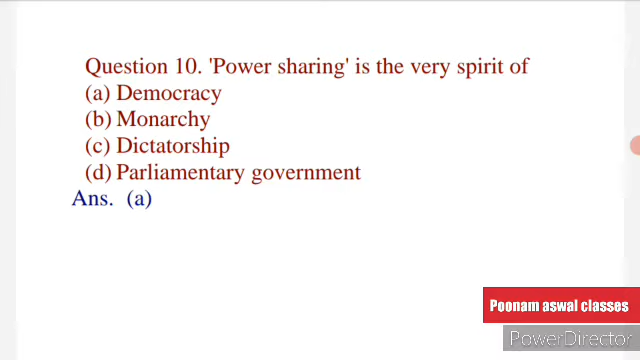 Question 10. 'Power sharing' is the very spirit of
(a) Democracy
(b) Monarchy
(c) Dictatorship
(d) Parliamentary government
Ans. (a)
Poonam aswal classes
PowerDirector